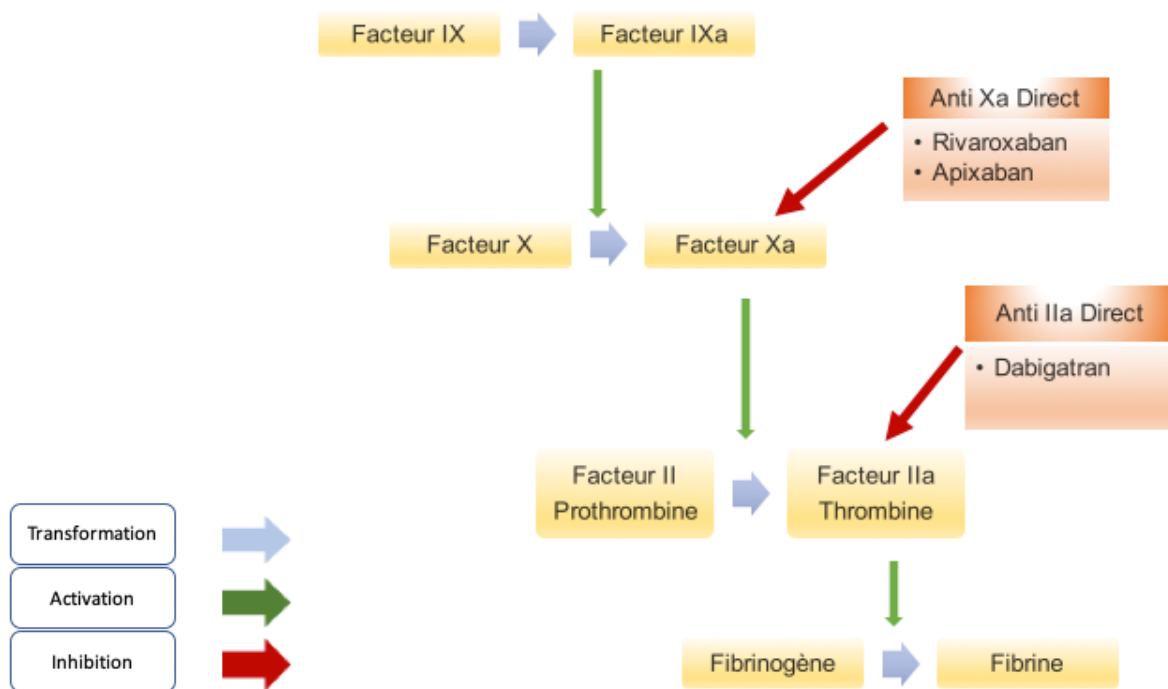 Facteur IX
Facteur IXa
Anti Xa Direct
• Rivaroxaban
• Apixaban
Facteur X
Facteur Xa
Anti IIa Direct
• Dabigatran
Facteur II
Prothrombine
Facteur IIa
Thrombine
Transformation
Activation
Inhibition
Fibrinogène
Fibrine